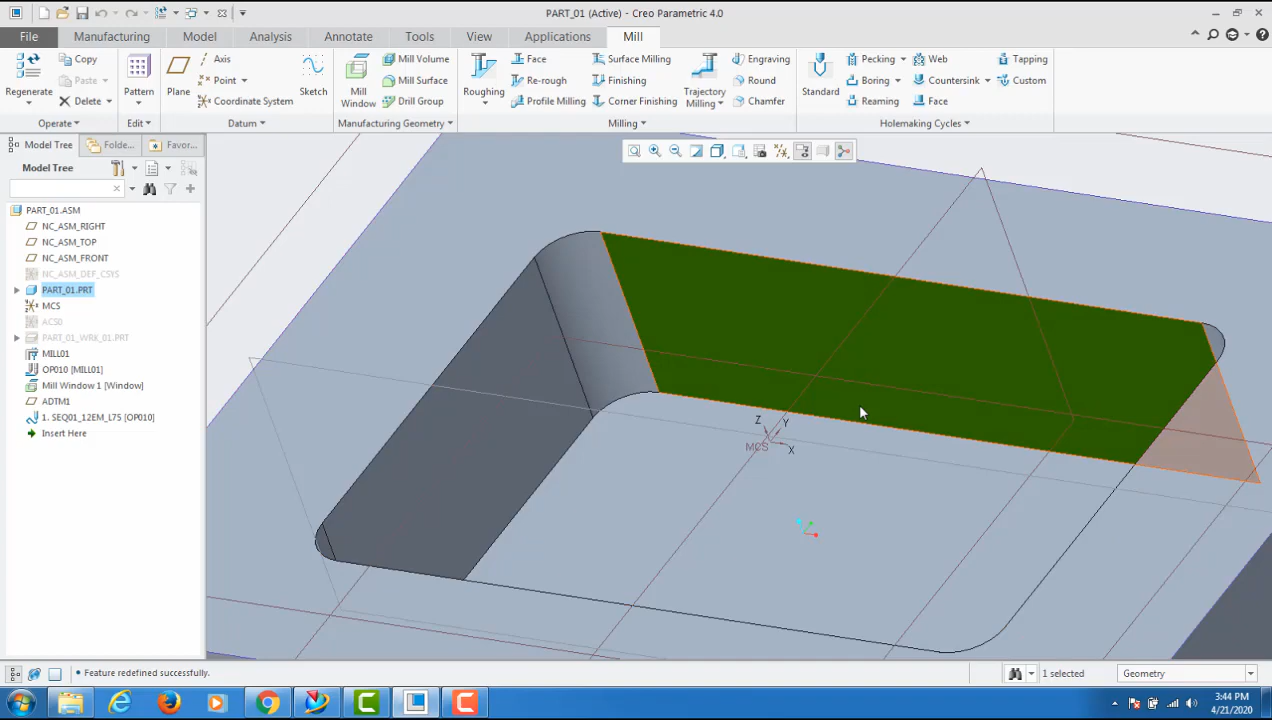 PART_01 (Active) - Creo Parametric 4.0
File Manufacturing Model Analysis Annotate Tools View Applications Mill
Regenerate Copy Paste Delete
Operate
Pattern
Edit
Plane Axis Point Coordinate System Sketch
Datum
Mill Window Mill Volume Mill Surface Drill Group
Manufacturing Geometry
Roughing Face Re-rough Profile Milling Surface Milling Finishing Corner Finishing Trajectory Milling Engraving Round Chamfer
Milling
Standard Pecking Boring Reaming Web Countersink Face Tapping Custom
Holemaking Cycles
Model Tree Folde... Favor...
Model Tree
PART_01.ASM
NC_ASM_RIGHT
NC_ASM_TOP
NC_ASM_FRONT
NC_ASM_DEF_CSYS
PART_01.PRT
MCS
ACS0
PART_01_WRK_01.PRT
MILL01
OP010 [MILL01]
Mill Window 1 [Window]
ADTM1
1. SEQ01_12EM_L75 [OP010]
Insert Here
Z Y
MCS X
• Feature redefined successfully.
1 selected
Geometry
3:44 PM
4/21/2020